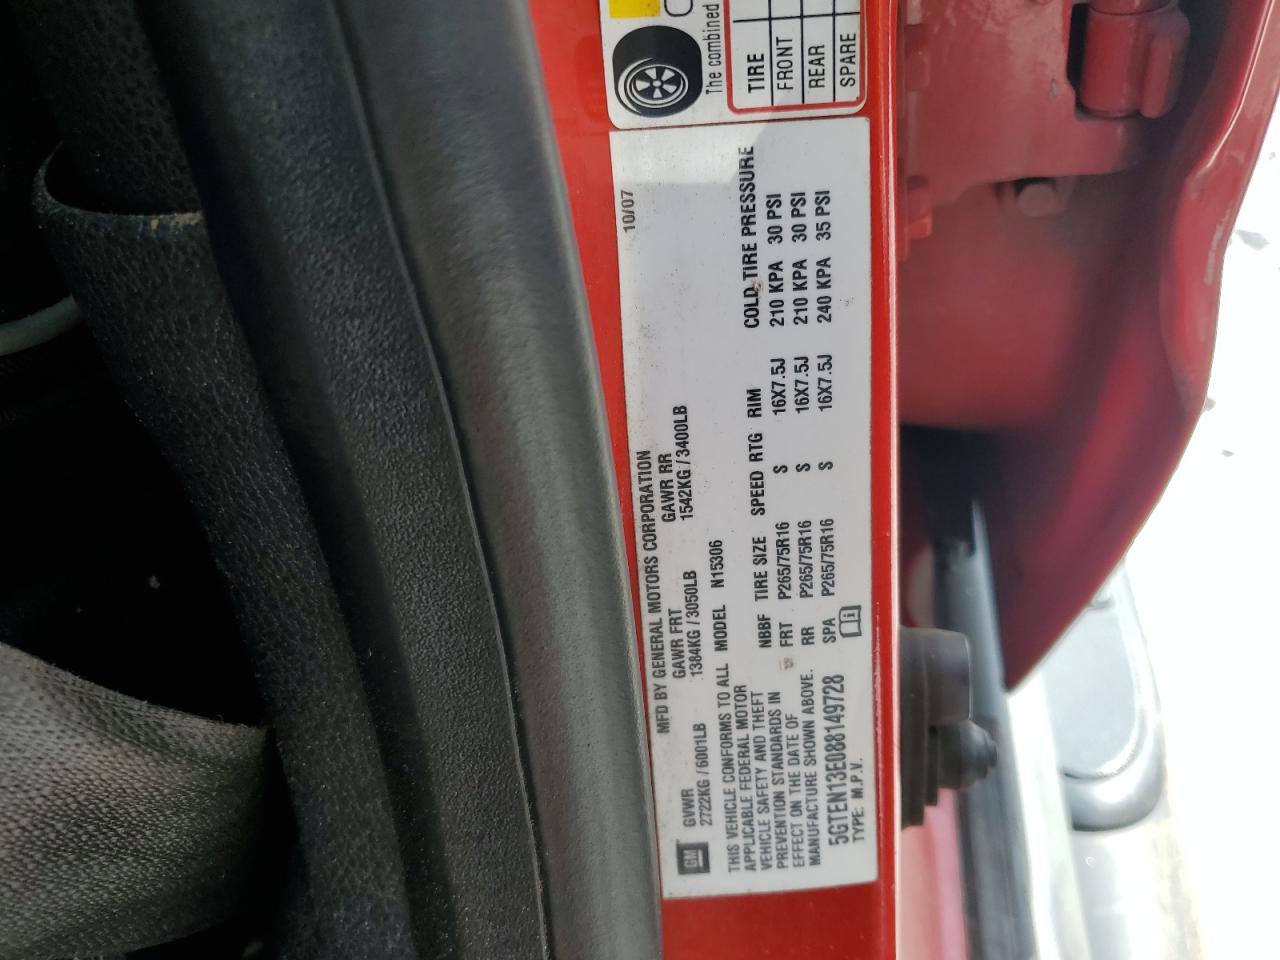 The combined
TIRE
FRONT
REAR
SPARE
10/07
MFD BY GENERAL MOTORS CORPORATION
GM
GVWR GAWR FRT GAWR RR
2722KG / 6001LB 1384KG / 3050LB 1542KG / 3400LB
THIS VEHICLE CONFORMS TO ALL
APPLICABLE FEDERAL MOTOR
VEHICLE SAFETY AND THEFT
PREVENTION STANDARDS IN
EFFECT ON THE DATE OF
MANUFACTURE SHOWN ABOVE.
MODEL N15306
NBBF TIRE SIZE SPEED RTG RIM COLD TIRE PRESSURE
FRT P265/75R16 S 16X7.5J 210 KPA 30 PSI
RR P265/75R16 S 16X7.5J 210 KPA 30 PSI
SPA P265/75R16 S 16X7.5J 240 KPA 35 PSI
5GTEN13E088149728
TYPE: M.P.V.